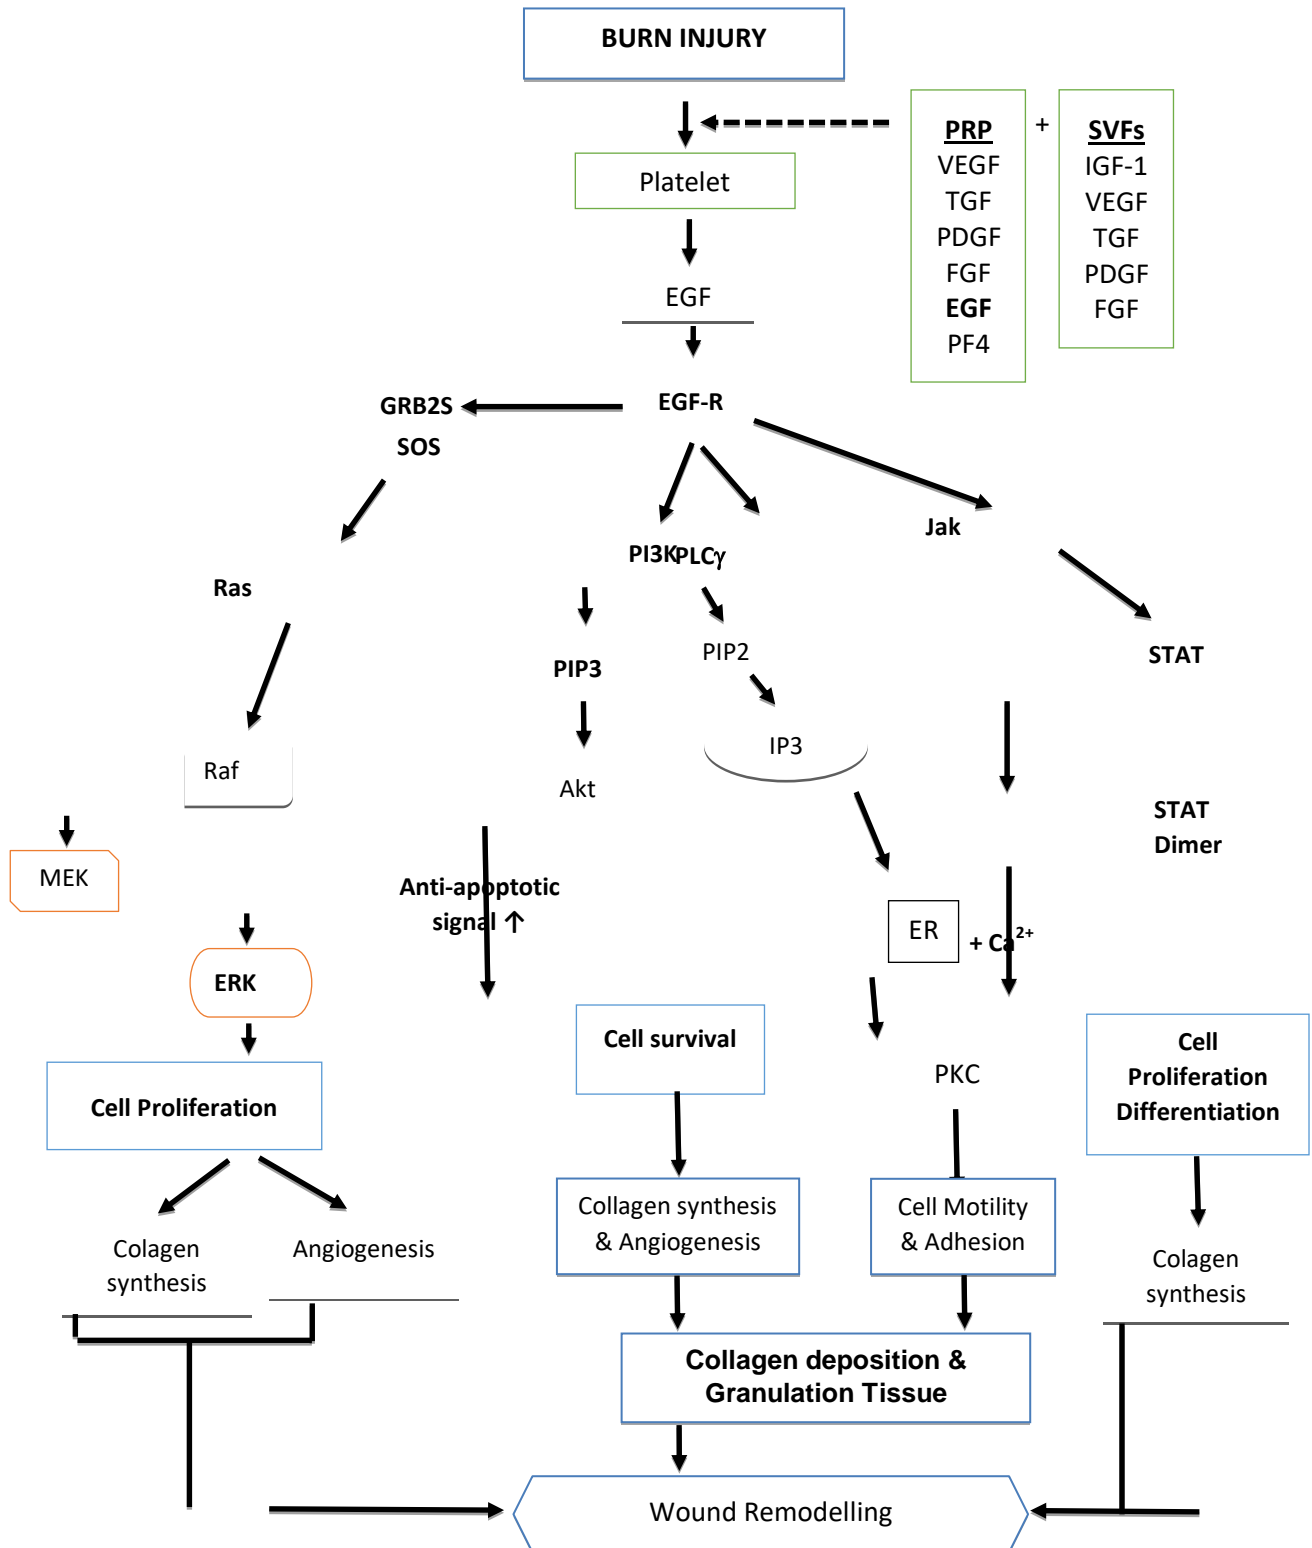 BURN INJURY
PRP
VEGF
TGF
PDGF
FGF
EGF
PF4
+
SVFs
IGF-1
VEGF
TGF
PDGF
FGF
Platelet
EGF
EGF-R
GRB2S
SOS
Jak
PI3K
PLCγ
Ras
PIP3
PIP2
STAT
Raf
Akt
IP3
STAT
Dimer
MEK
Anti-apoptotic
signal ↑
ER
+ Ca²⁺
ERK
Cell survival
PKC
Cell
Proliferation
Differentiation
Cell Proliferation
Collagen synthesis
& Angiogenesis
Cell Motility
& Adhesion
Colagen
synthesis
Angiogenesis
Colagen
synthesis
Collagen deposition &
Granulation Tissue
Wound Remodelling